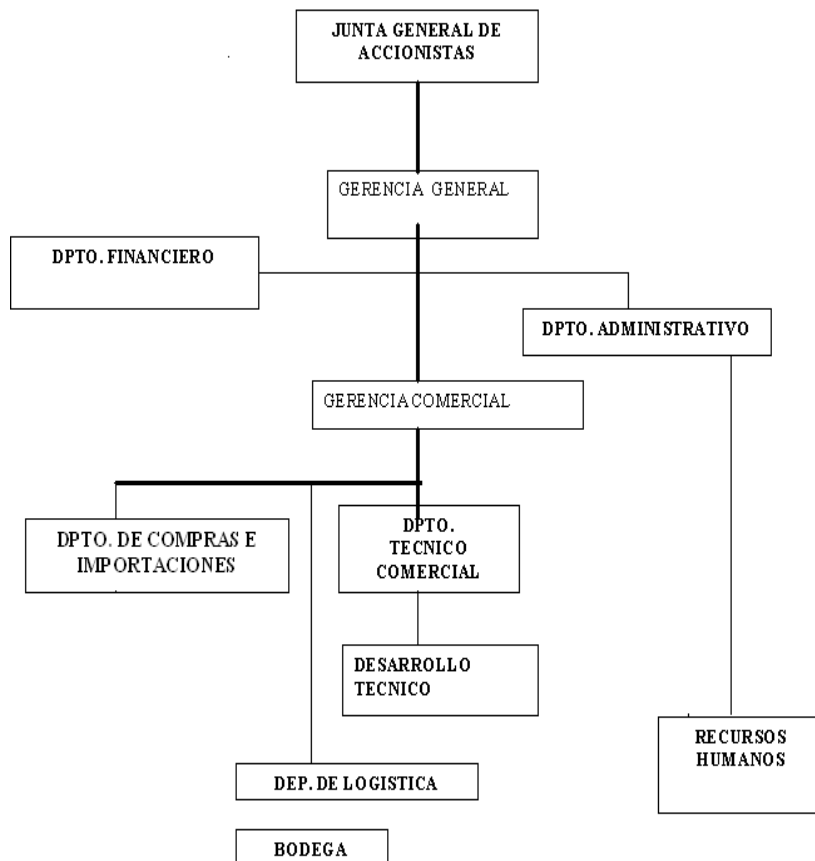 JUNTA GENERAL DE
ACCIONISTAS
GERENCIA GENERAL
DPTO. FINANCIERO
DPTO. ADMINISTRATIVO
GERENCIA COMERCIAL
DPTO. DE COMPRAS E
IMPORTACIONES
DPTO.
TECNICO
COMERCIAL
DESARROLLO
TECNICO
RECURSOS
HUMANOS
DEP. DE LOGISTICA
BODEGA